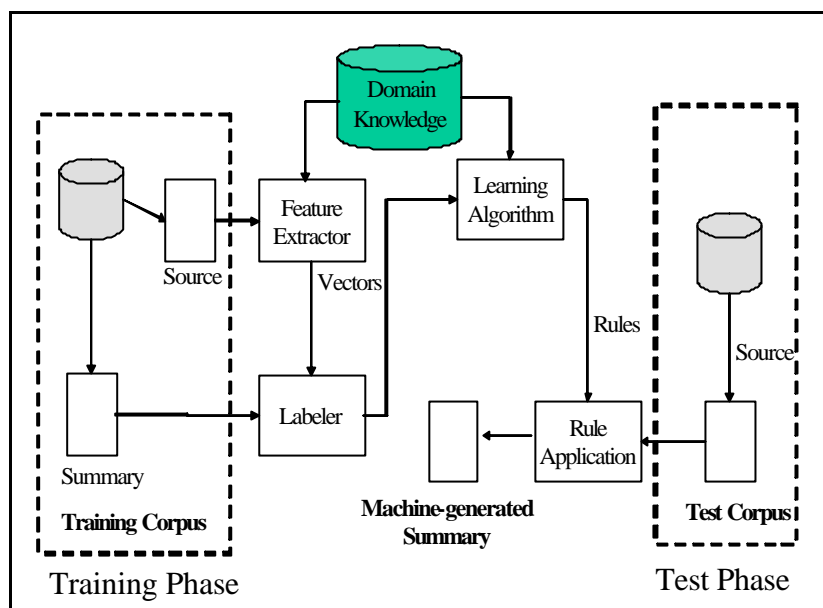 Domain
Knowledge
Learning
Algorithm
Feature
Extractor
Source
Vectors
Rules
Source
Labeler
Rule
Application
Summary
Training Corpus
Machine-generated
Summary
Test Corpus
Training Phase
Test Phase